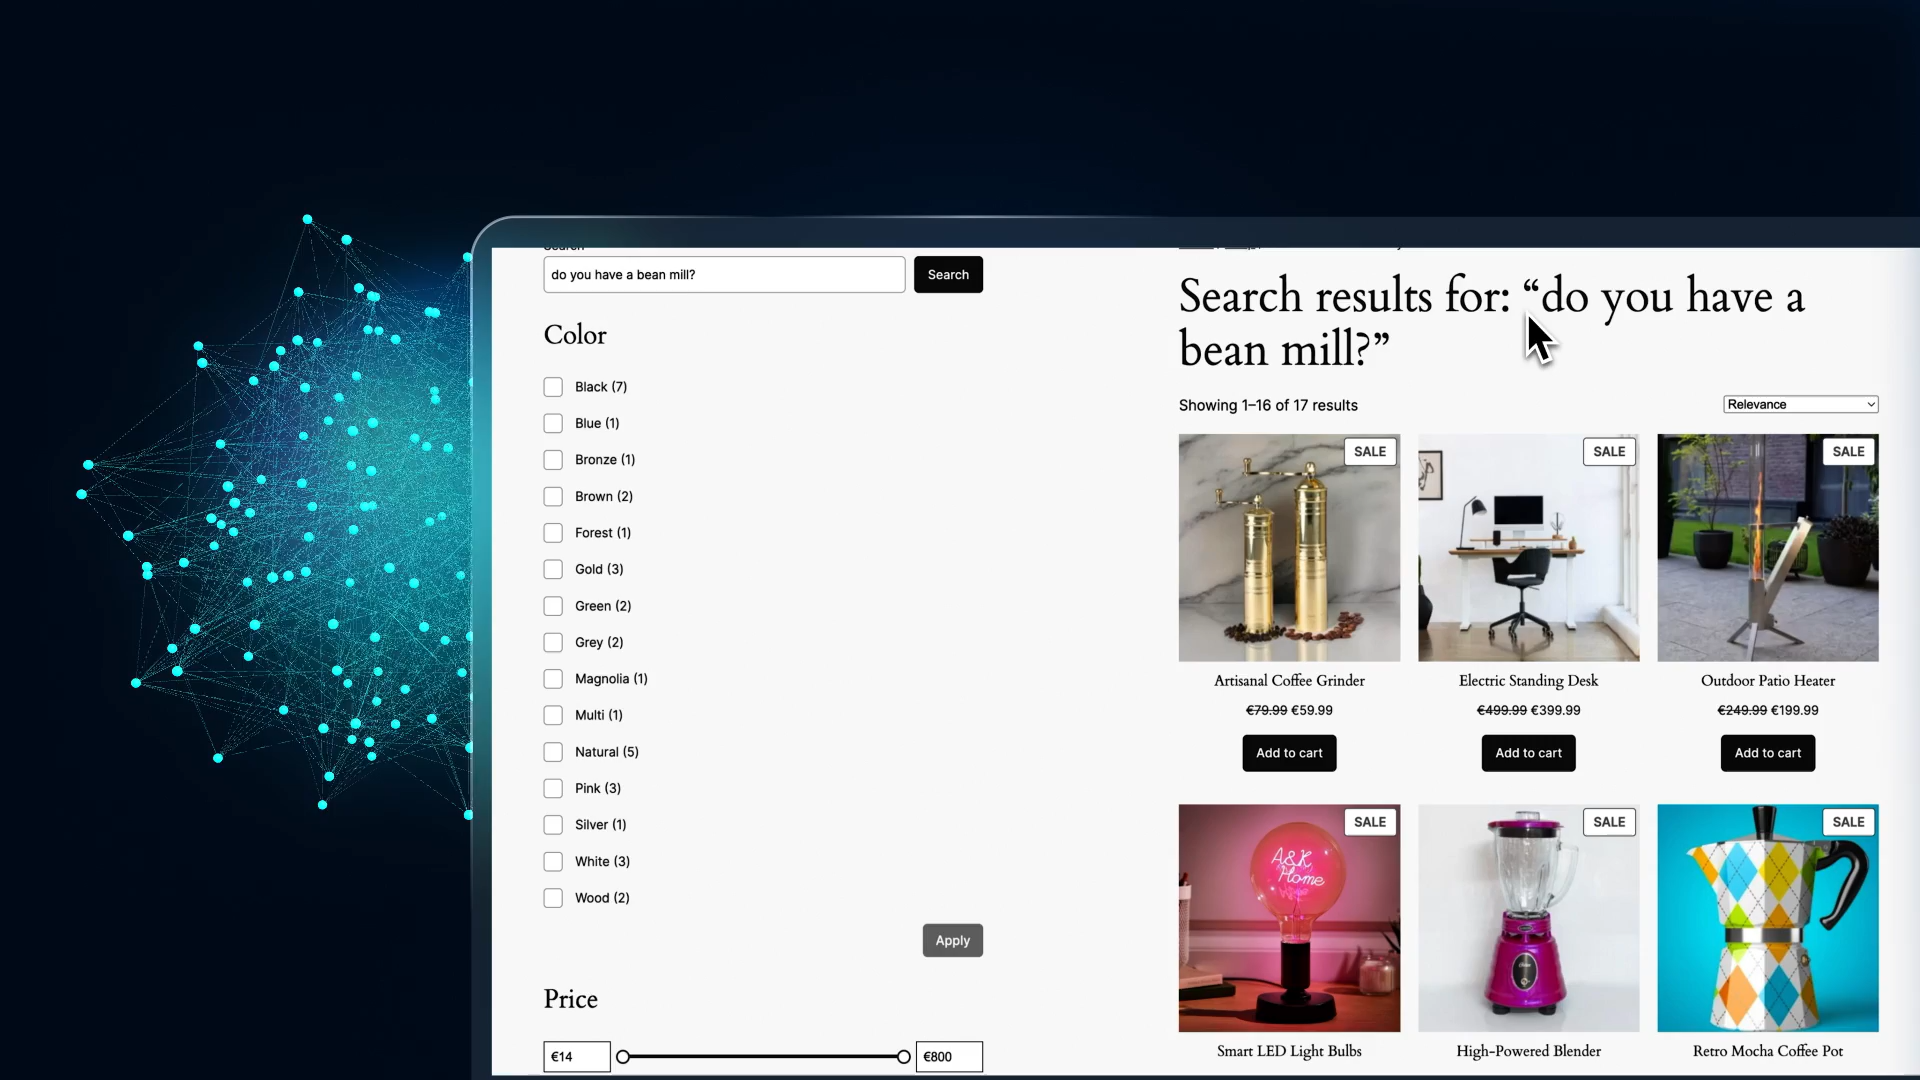 do you have a bean mill?
Search
Color
Black (7)
Blue (1)
Bronze (1)
Brown (2)
Forest (1)
Gold (3)
Green (2)
Grey (2)
Magnolia (1)
Multi (1)
Natural (5)
Pink (3)
Silver (1)
White (3)
Wood (2)
Apply
Price
€14
€800
Search results for: “do you have a
bean mill?”
Showing 1–16 of 17 results
Relevance
SALE
SALE
SALE
Artisanal Coffee Grinder
€79.99 €59.99
Add to cart
Electric Standing Desk
€499.99 €399.99
Add to cart
Outdoor Patio Heater
€249.99 €199.99
Add to cart
SALE
A&K
Home
SALE
SALE
Smart LED Light Bulbs
High-Powered Blender
Retro Mocha Coffee Pot